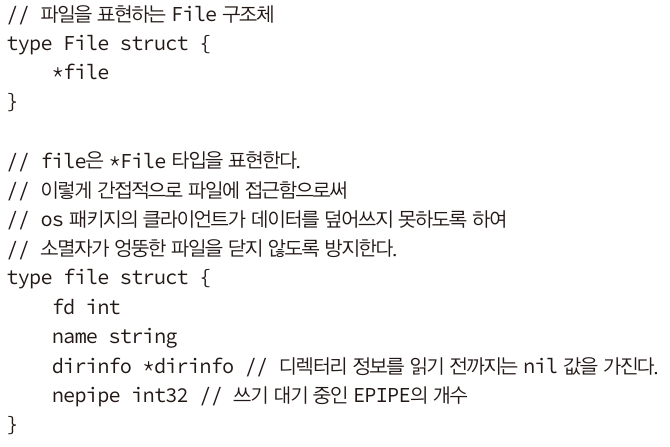 // 파일을 표현하는 File 구조체
type File struct {
    *file
}

// file은 *File 타입을 표현한다.
// 이렇게 간접적으로 파일에 접근함으로써
// os 패키지의 클라이언트가 데이터를 덮어쓰지 못하도록 하여
// 소멸자가 엉뚱한 파일을 닫지 않도록 방지한다.
type file struct {
    fd int
    name string
    dirinfo *dirinfo // 디렉터리 정보를 읽기 전까지는 nil 값을 가진다.
    nepipe int32 // 쓰기 대기 중인 EPIPE의 개수
}